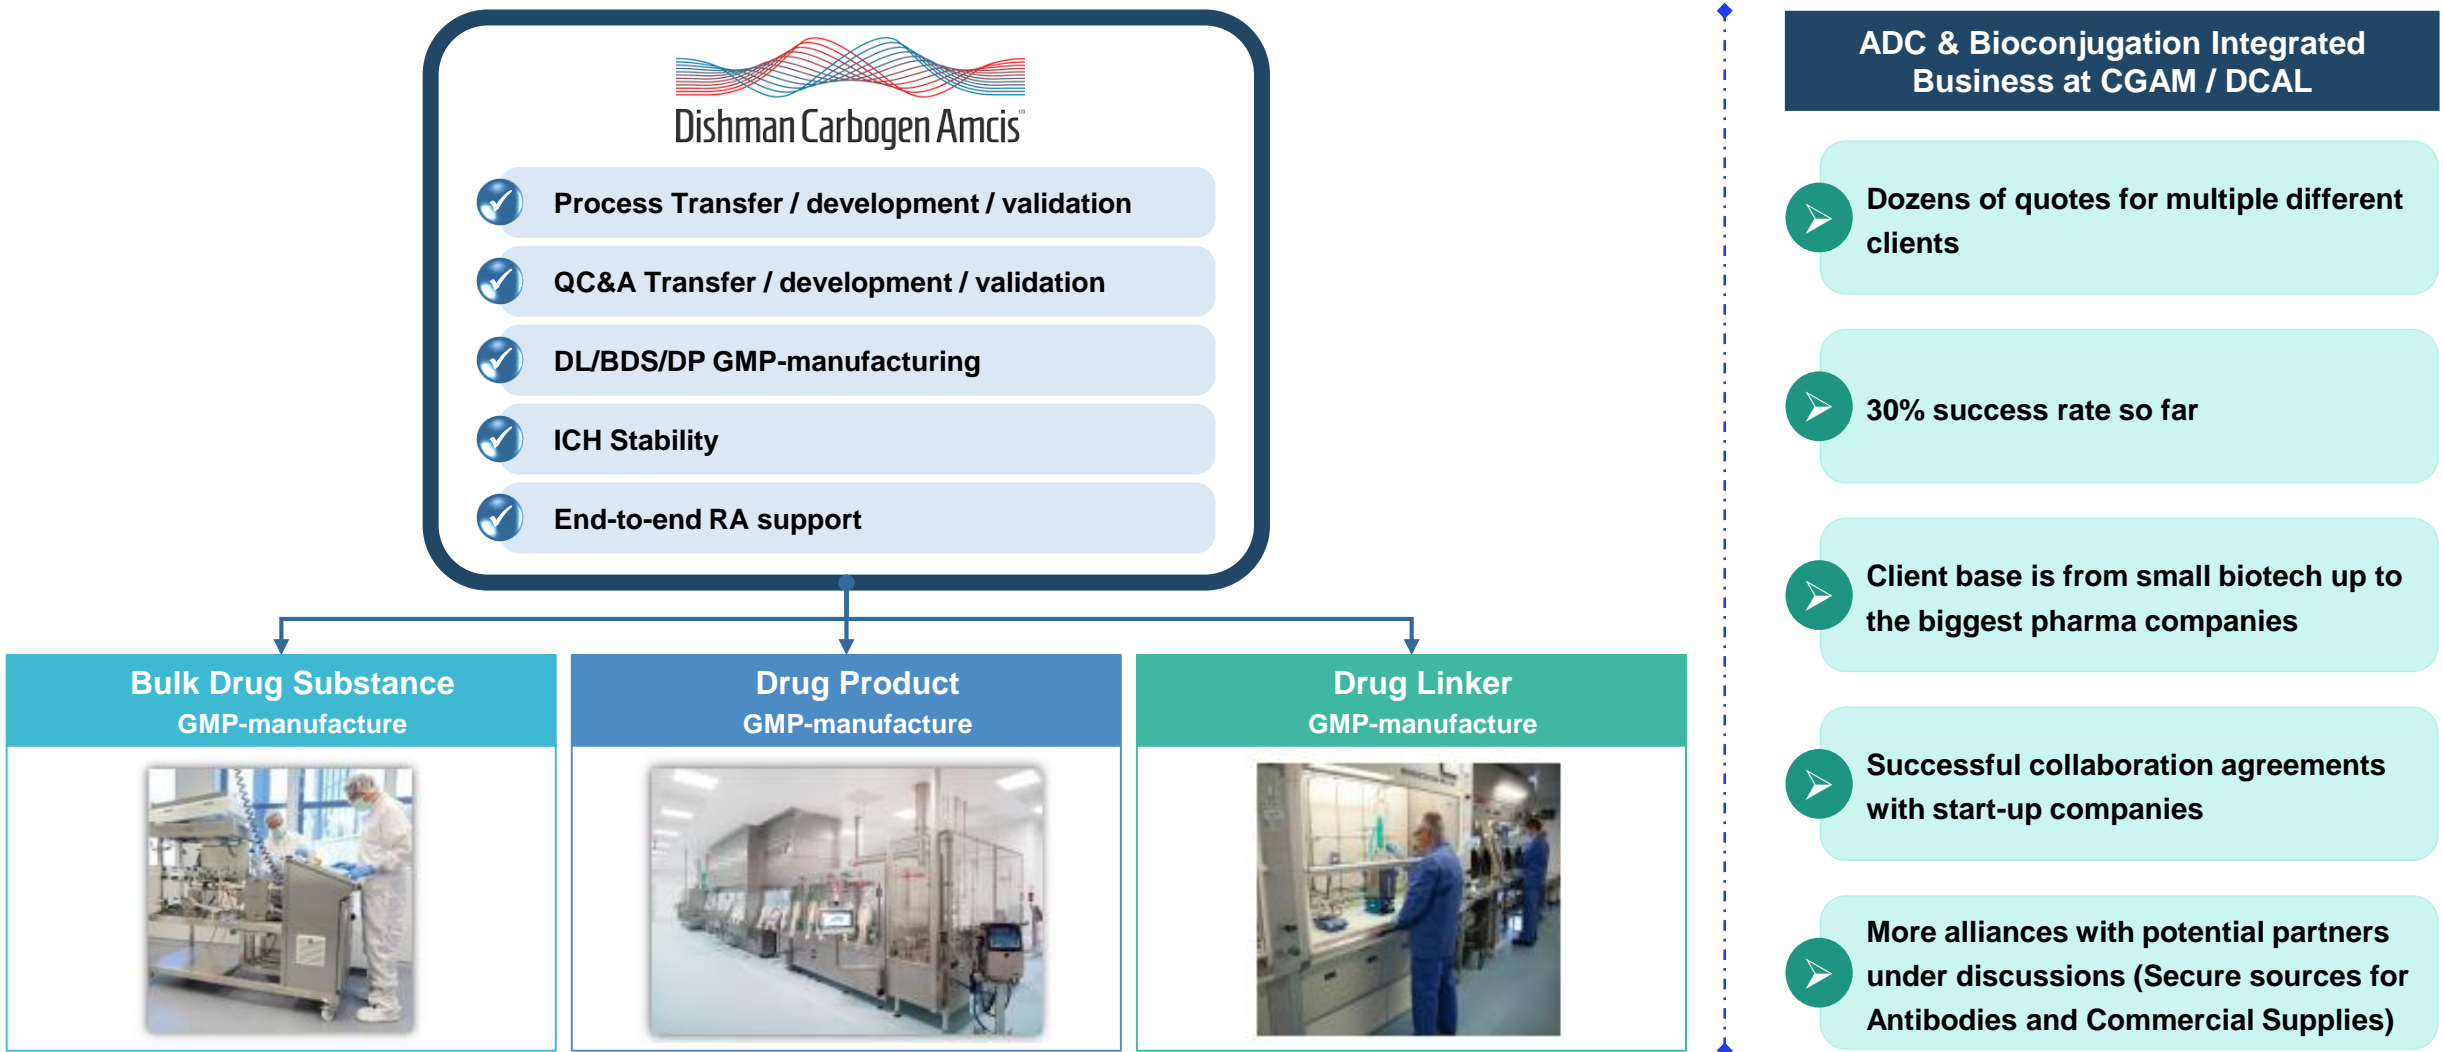 Dishman Carbogen Amcis
Process Transfer / development / validation
QC&A Transfer / development / validation
DL/BDS/DP GMP-manufacturing
ICH Stability
End-to-end RA support
Bulk Drug Substance
GMP-manufacture
Drug Product
GMP-manufacture
Drug Linker
GMP-manufacture
ADC & Bioconjugation Integrated
Business at CGAM / DCAL
Dozens of quotes for multiple different
clients
30% success rate so far
Client base is from small biotech up to
the biggest pharma companies
Successful collaboration agreements
with start-up companies
More alliances with potential partners
under discussions (Secure sources for
Antibodies and Commercial Supplies)